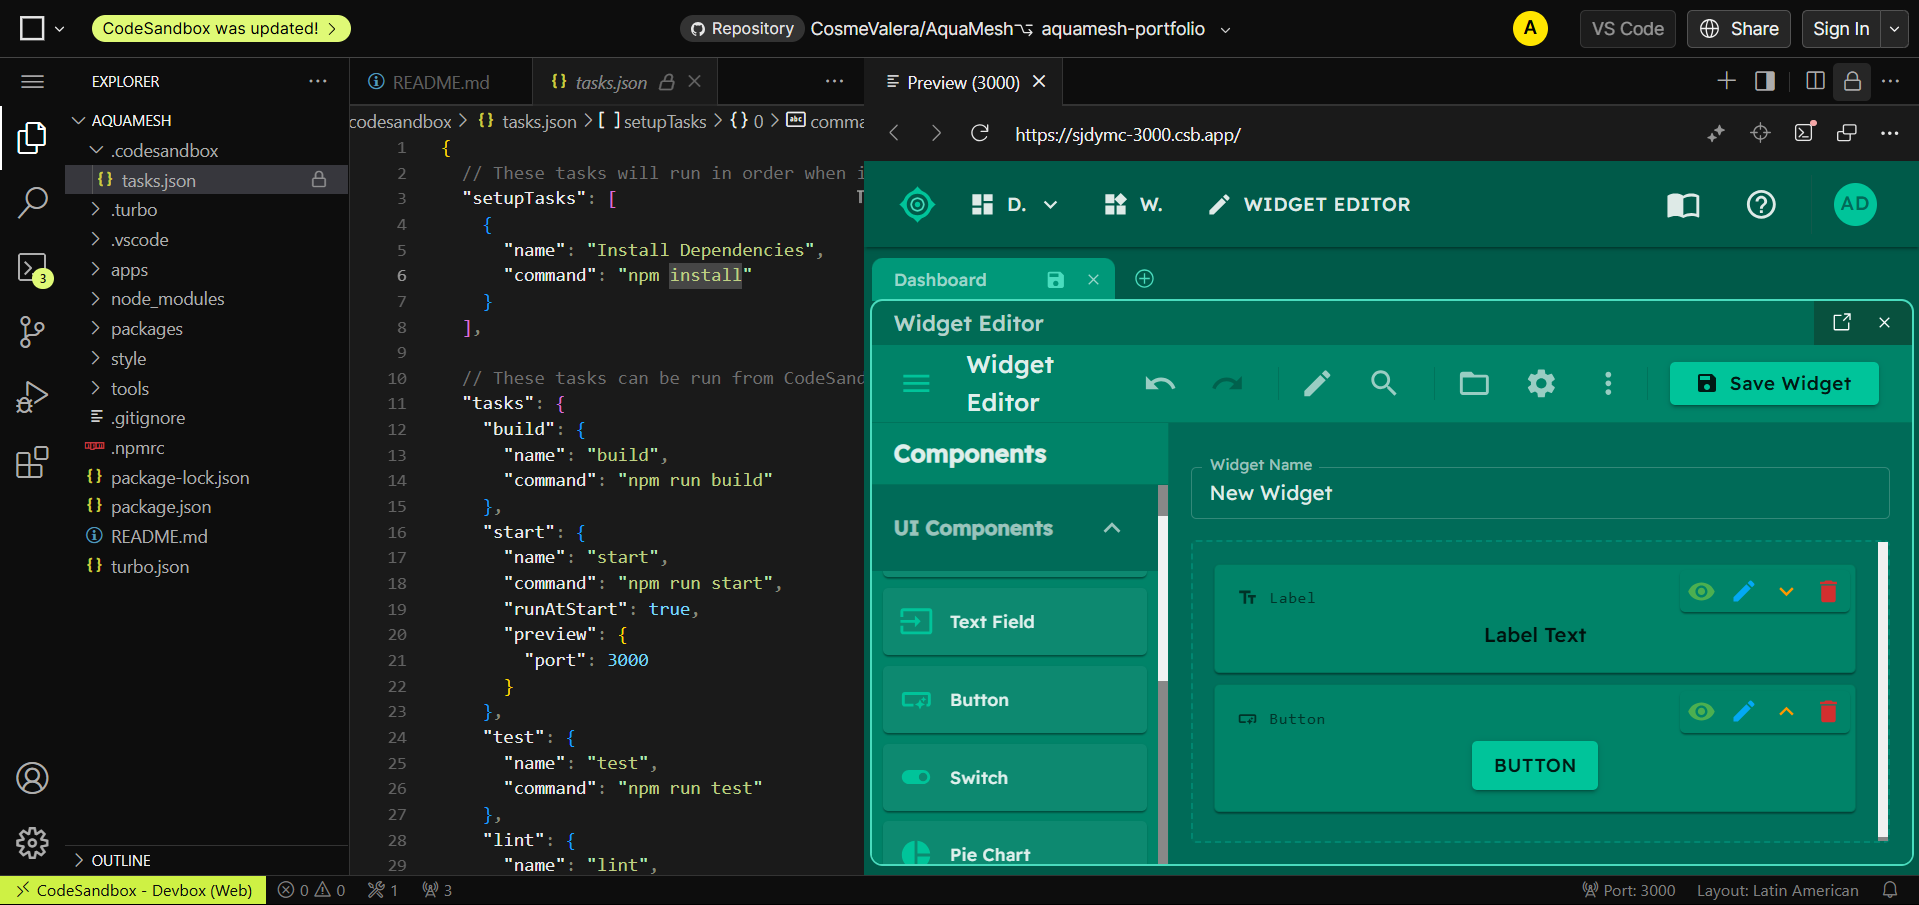 CodeSandbox was updated!
Repository CosmeValera/AquaMesh aquamesh-portfolio
A
VS Code
Share
Sign In
EXPLORER
AQUAMESH
.codesandbox
tasks.json
.turbo
.vscode
apps
node_modules
packages
style
tools
.gitignore
.npmrc
package-lock.json
package.json
README.md
turbo.json
OUTLINE
3
README.md
tasks.json
codesandbox > tasks.json > [ ] setupTasks > {} 0 > abc comma
1 {
2 // These tasks will run in order when i
3 "setupTasks": [
4 {
5 "name": "Install Dependencies",
6 "command": "npm install"
7 }
8 ],
9
10 // These tasks can be run from CodeSand
11 "tasks": {
12 "build": {
13 "name": "build",
14 "command": "npm run build"
15 },
16 "start": {
17 "name": "start",
18 "command": "npm run start",
19 "runAtStart": true,
20 "preview": {
21 "port": 3000
22 }
23 },
24 "test": {
25 "name": "test",
26 "command": "npm run test"
27 },
28 "lint": {
29 "name": "lint",
Preview (3000)
https://sjdymc-3000.csb.app/
D.
W.
WIDGET EDITOR
AD
Dashboard
Widget Editor
Widget
Editor
Save Widget
Components
UI Components
Text Field
Button
Switch
Pie Chart
Widget Name
New Widget
Label
Label Text
Button
BUTTON
CodeSandbox - Devbox (Web)
0
0
1
3
Port: 3000
Layout: Latin American